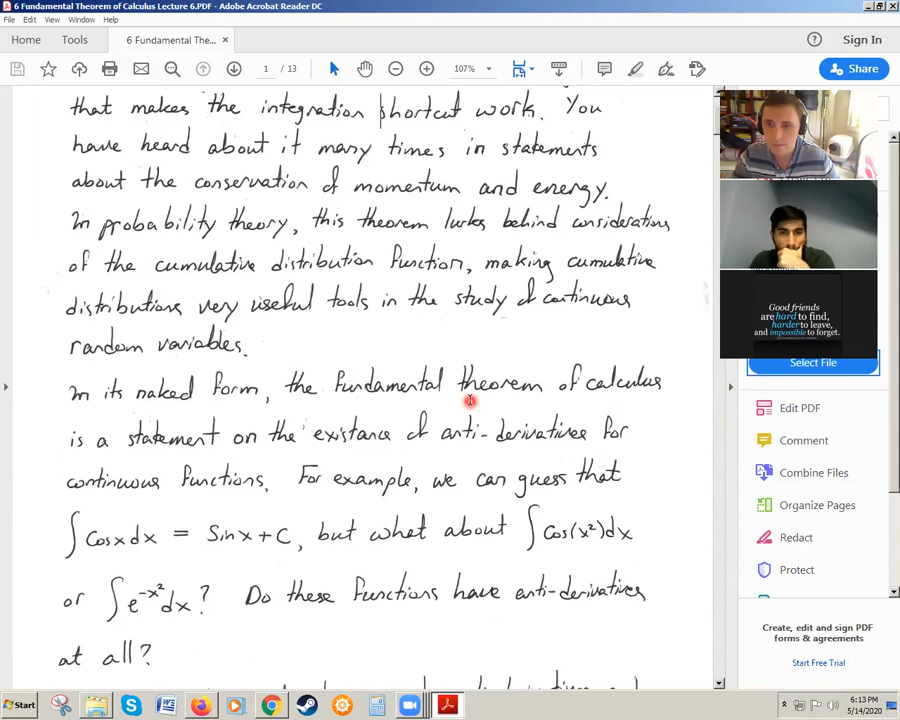 6 Fundamental Theorem of Calculus Lecture 6.PDF - Adobe Acrobat Reader DC
File Edit View Window Help
Home Tools 6 Fundamental The... × Sign In
1 / 13 107% Share
that makes the integration shortcut work. You
have heard about it many times in statements
about the conservation of momentum and energy.
In probability theory, this theorem lurks behind considerations
of the cumulative distribution function, making cumulative
distributions very useful tools in the study of continuous
random variables.
In its naked form, the fundamental theorem of calculus
is a statement on the existance of anti-derivatives for
continuous functions. For example, we can guess that
∫ Cosx dx = Sinx + C, but what about ∫ Cos(x²)dx
or ∫ e^-x² dx? Do these functions have anti-derivatives
at all?
Good friends
are hard to find,
harder to leave,
and impossible to forget.
Select File
Edit PDF
Comment
Combine Files
Organize Pages
Redact
Protect
Create, edit and sign PDF
forms & agreements
Start Free Trial
Start
6:13 PM
5/14/2020